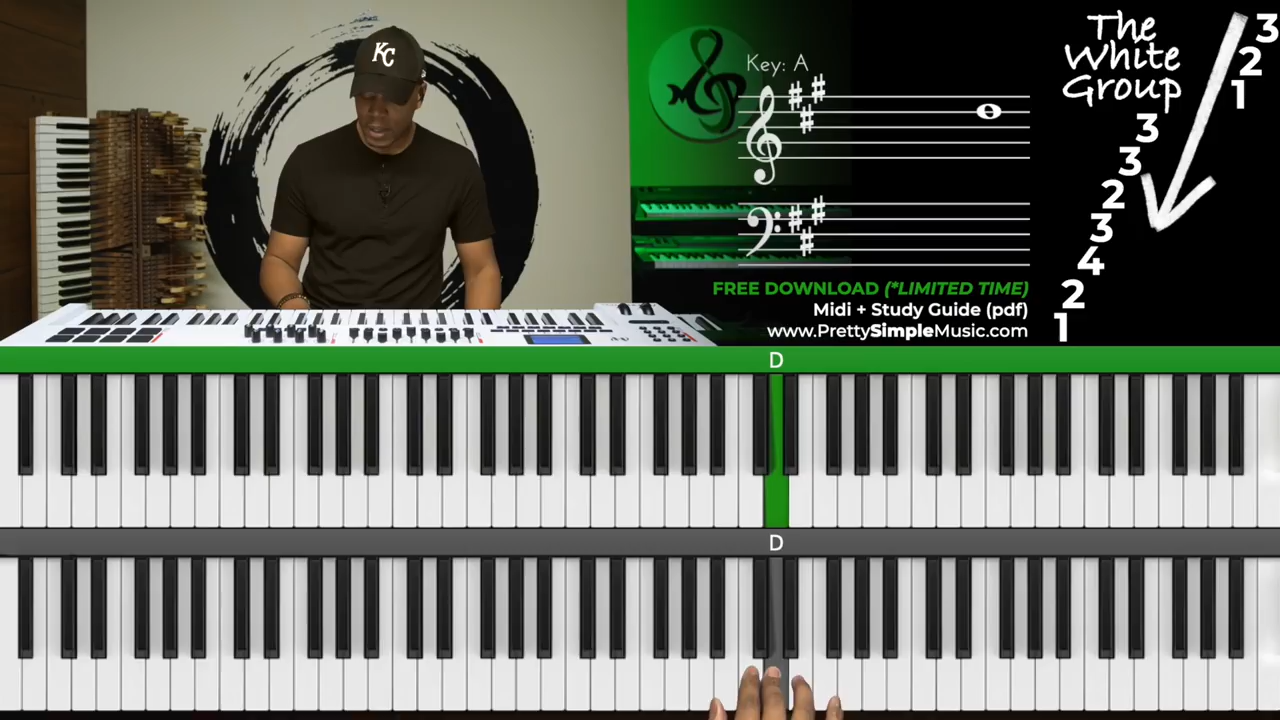 KC
Key: A
FREE DOWNLOAD (*LIMITED TIME)
Midi + Study Guide (pdf)
www.PrettySimpleMusic.com
The
White
Group
3
2
1
3
3
2
3
4
2
1
D
D